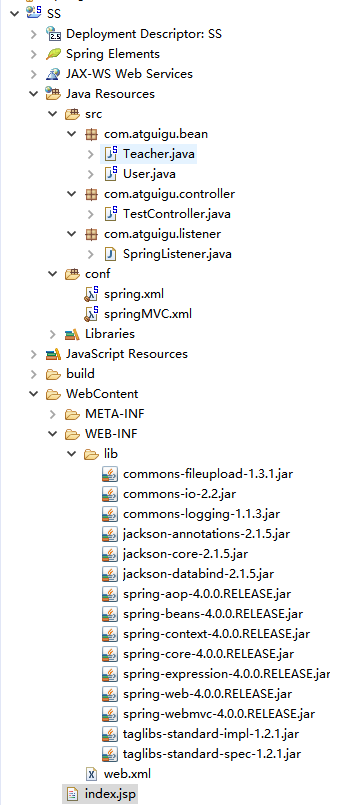 SS
Deployment Descriptor: SS
Spring Elements
JAX-WS Web Services
Java Resources
src
com.atguigu.bean
Teacher.java
User.java
com.atguigu.controller
TestController.java
com.atguigu.listener
SpringListener.java
conf
spring.xml
springMVC.xml
Libraries
JavaScript Resources
build
WebContent
META-INF
WEB-INF
lib
commons-fileupload-1.3.1.jar
commons-io-2.2.jar
commons-logging-1.1.3.jar
jackson-annotations-2.1.5.jar
jackson-core-2.1.5.jar
jackson-databind-2.1.5.jar
spring-aop-4.0.0.RELEASE.jar
spring-beans-4.0.0.RELEASE.jar
spring-context-4.0.0.RELEASE.jar
spring-core-4.0.0.RELEASE.jar
spring-expression-4.0.0.RELEASE.jar
spring-web-4.0.0.RELEASE.jar
spring-webmvc-4.0.0.RELEASE.jar
taglibs-standard-impl-1.2.1.jar
taglibs-standard-spec-1.2.1.jar
web.xml
index.jsp